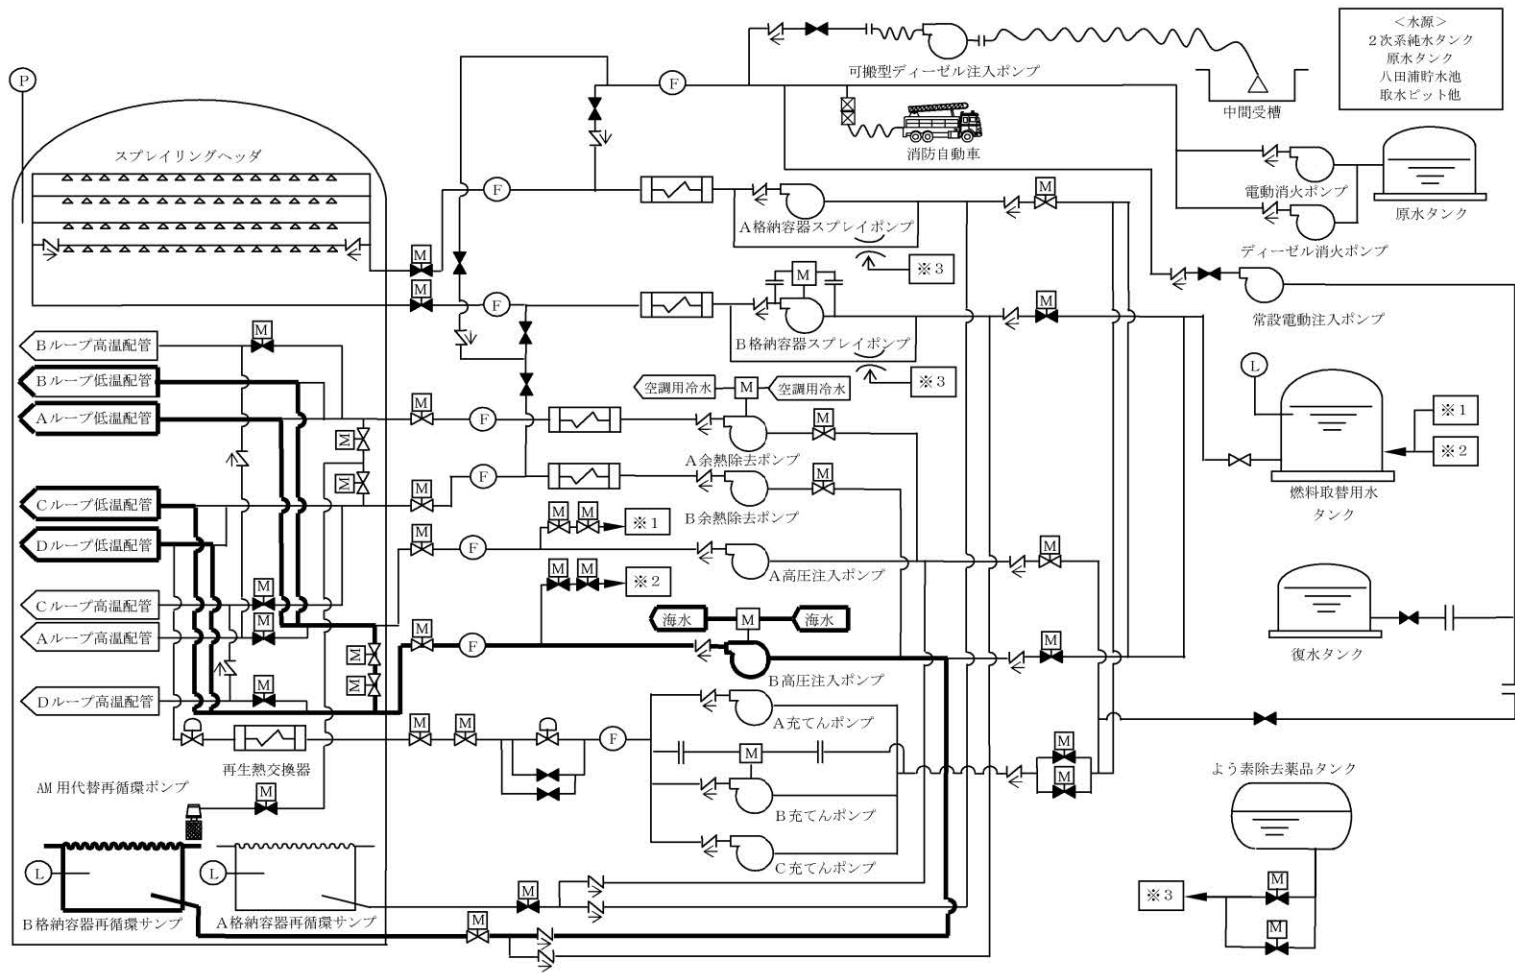 <水源>
2次系純水タンク
原水タンク
八田浦貯水池
取水ピット他
P
F
可搬型ディーゼル注入ポンプ
中間受槽
消防自動車
スプレイリングヘッダ
F
M
電動消火ポンプ
原水タンク
A格納容器スプレイポンプ
ディーゼル消火ポンプ
M
※3
M
M
F
M
常設電動注入ポンプ
Bループ高温配管
M
B格納容器スプレイポンプ
L
Bループ低温配管
※3
空調用冷水
M
空調用冷水
Aループ低温配管
M
M
F
M
※1
M
A余熱除去ポンプ
※2
M
F
M
Cループ低温配管
M
燃料取替用水
タンク
B余熱除去ポンプ
M
M
※1
Dループ低温配管
M
F
M
A高圧注入ポンプ
M
M
※2
Cループ高温配管
M
海水
M
海水
Aループ高温配管
M
M
F
M
復水タンク
M
M
B高圧注入ポンプ
Dループ高温配管
M
A充てんポンプ
M
M
F
M
M
再生熱交換器
よう素除去薬品タンク
M
AM用代替再循環ポンプ
M
B充てんポンプ
C充てんポンプ
L
L
M
M
※3
B格納容器再循環サンプ
A格納容器再循環サンプ
M
M